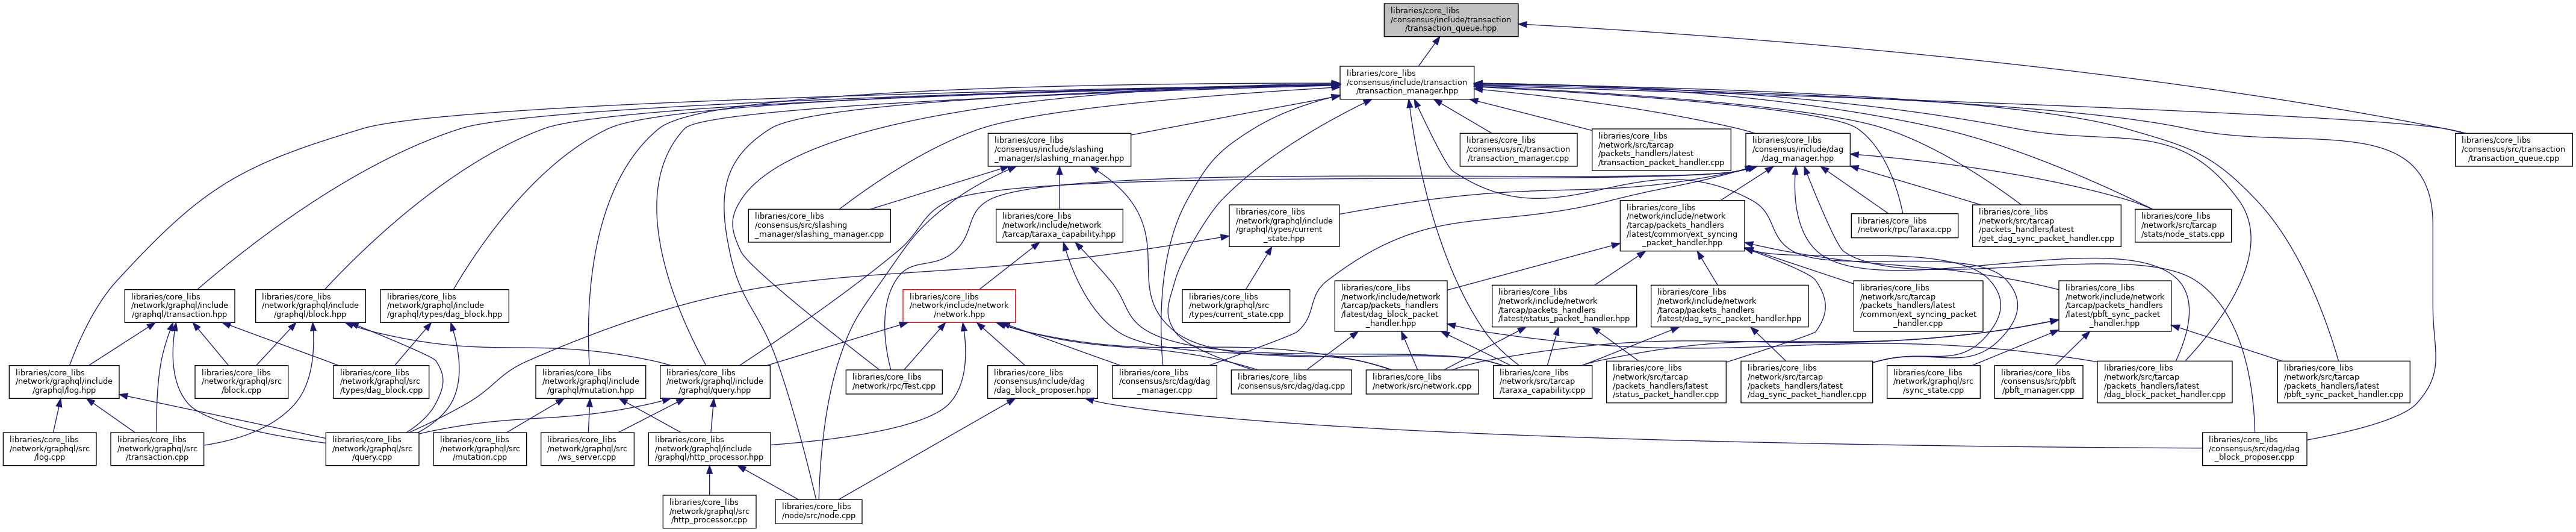 libraries/core_libs
/consensus/include/transaction
/transaction_queue.hpp
libraries/core_libs
/consensus/include/transaction
/transaction_manager.hpp
libraries/core_libs
/consensus/include/slashing
_manager/slashing_manager.hpp
libraries/core_libs
/consensus/src/transaction
/transaction_manager.cpp
libraries/core_libs
/network/src/tarcap
/packets_handlers/latest
/transaction_packet_handler.cpp
libraries/core_libs
/consensus/include/dag
/dag_manager.hpp
libraries/core_libs
/consensus/src/transaction
/transaction_queue.cpp
libraries/core_libs
/consensus/src/slashing
_manager/slashing_manager.cpp
libraries/core_libs
/network/include/network
/tarcap/taraxa_capability.hpp
libraries/core_libs
/network/graphql/include
/graphql/types/current
_state.hpp
libraries/core_libs
/network/include/network
/tarcap/packets_handlers
/latest/common/ext_syncing
_packet_handler.hpp
libraries/core_libs
/network/rpc/Taraxa.cpp
libraries/core_libs
/network/src/tarcap
/packets_handlers/latest
/get_dag_sync_packet_handler.cpp
libraries/core_libs
/network/src/tarcap
/stats/node_stats.cpp
libraries/core_libs
/network/graphql/include
/graphql/transaction.hpp
libraries/core_libs
/network/graphql/include
/graphql/block.hpp
libraries/core_libs
/network/graphql/include
/graphql/types/dag_block.hpp
libraries/core_libs
/network/include/network
/network.hpp
libraries/core_libs
/network/graphql/src
/types/current_state.cpp
libraries/core_libs
/network/include/network
/tarcap/packets_handlers
/latest/dag_block_packet
_handler.hpp
libraries/core_libs
/network/include/network
/tarcap/packets_handlers
/latest/status_packet_handler.hpp
libraries/core_libs
/network/include/network
/tarcap/packets_handlers
/latest/dag_sync_packet_handler.hpp
libraries/core_libs
/network/src/tarcap
/packets_handlers/latest
/common/ext_syncing_packet
_handler.cpp
libraries/core_libs
/network/include/network
/tarcap/packets_handlers
/latest/pbft_sync_packet
_handler.hpp
libraries/core_libs
/network/graphql/include
/graphql/log.hpp
libraries/core_libs
/network/graphql/src
/block.cpp
libraries/core_libs
/network/graphql/src
/types/dag_block.cpp
libraries/core_libs
/network/graphql/include
/graphql/mutation.hpp
libraries/core_libs
/network/graphql/include
/graphql/query.hpp
libraries/core_libs
/network/rpc/Test.cpp
libraries/core_libs
/consensus/include/dag
/dag_block_proposer.hpp
libraries/core_libs
/consensus/src/dag/dag
_manager.cpp
libraries/core_libs
/consensus/src/dag/dag.cpp
libraries/core_libs
/network/src/network.cpp
libraries/core_libs
/network/src/tarcap
/taraxa_capability.cpp
libraries/core_libs
/network/src/tarcap
/packets_handlers/latest
/status_packet_handler.cpp
libraries/core_libs
/network/src/tarcap
/packets_handlers/latest
/dag_sync_packet_handler.cpp
libraries/core_libs
/network/graphql/src
/sync_state.cpp
libraries/core_libs
/consensus/src/pbft
/pbft_manager.cpp
libraries/core_libs
/network/src/tarcap
/packets_handlers/latest
/dag_block_packet_handler.cpp
libraries/core_libs
/network/src/tarcap
/packets_handlers/latest
/pbft_sync_packet_handler.cpp
libraries/core_libs
/network/graphql/src
/log.cpp
libraries/core_libs
/network/graphql/src
/transaction.cpp
libraries/core_libs
/network/graphql/src
/query.cpp
libraries/core_libs
/network/graphql/src
/mutation.cpp
libraries/core_libs
/network/graphql/src
/ws_server.cpp
libraries/core_libs
/network/graphql/include
/graphql/http_processor.hpp
libraries/core_libs
/consensus/src/dag/dag
_block_proposer.cpp
libraries/core_libs
/network/graphql/src
/http_processor.cpp
libraries/core_libs
/node/src/node.cpp